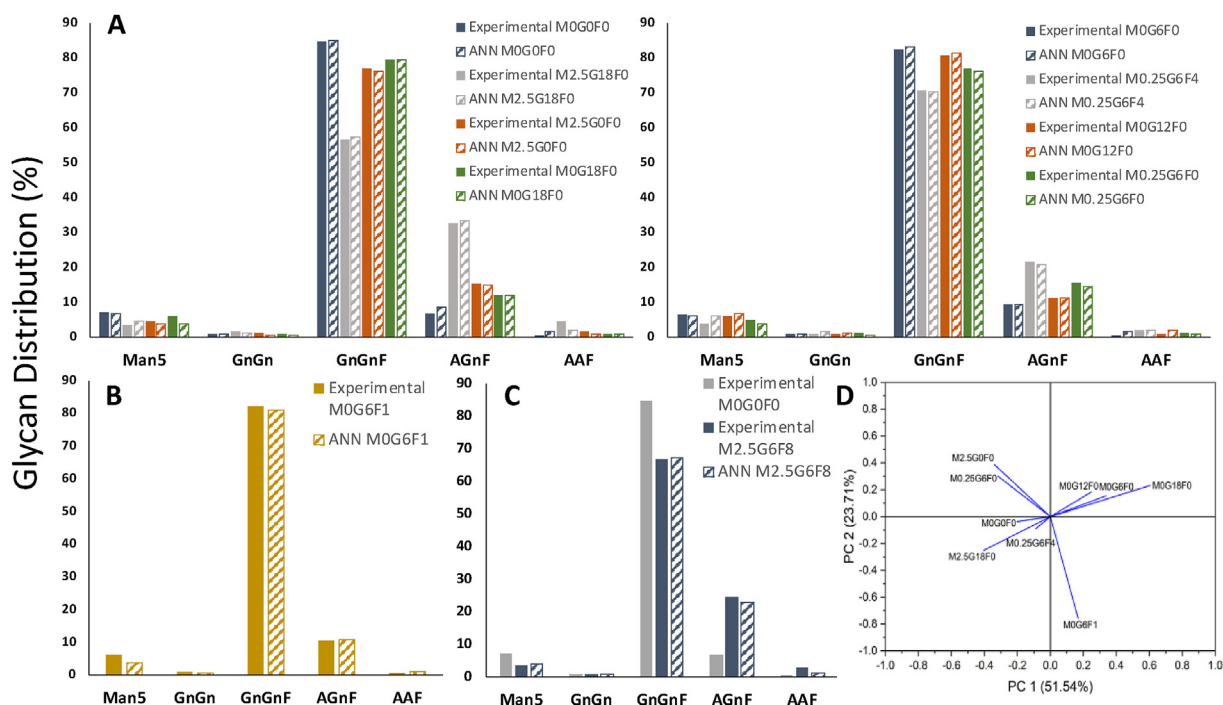 Glycan Distribution (%)
A
90
80
70
60
50
40
30
20
10
0
Man5 GnGn GnGnF AGnF AAF
Experimental M0G0F0
ANN M0G0F0
Experimental M2.5G18F0
ANN M2.5G18F0
Experimental M2.5G0F0
ANN M2.5G0F0
Experimental M0G18F0
ANN M0G18F0
90
80
70
60
50
40
30
20
10
0
Man5 GnGn GnGnF AGnF AAF
Experimental M0G6F0
ANN M0G6F0
Experimental M0.25G6F4
ANN M0.25G6F4
Experimental M0G12F0
ANN M0G12F0
Experimental M0.25G6F0
ANN M0.25G6F0
B
90
80
70
60
50
40
30
20
10
0
Man5 GnGn GnGnF AGnF AAF
Experimental
M0G6F1
ANN M0G6F1
C
90
80
70
60
50
40
30
20
10
0
Man5 GnGn GnGnF AGnF AAF
Experimental
M0G0F0
Experimental
M2.5G6F8
ANN M2.5G6F8
D
PC 2 (23.71%)
1.0
0.8
0.6
0.4
0.2
0.0
-0.2
-0.4
-0.6
-0.8
-1.0
M2.5G0F0
M0.25G6F0
M0G12F0
M0G6F0
M0G18F0
M0G0F0
M0.25G6F4
M2.5G18F0
M0G6F1
-1.0 -0.8 -0.6 -0.4 -0.2 0.0 0.2 0.4 0.6 0.8 1.0
PC 1 (51.54%)